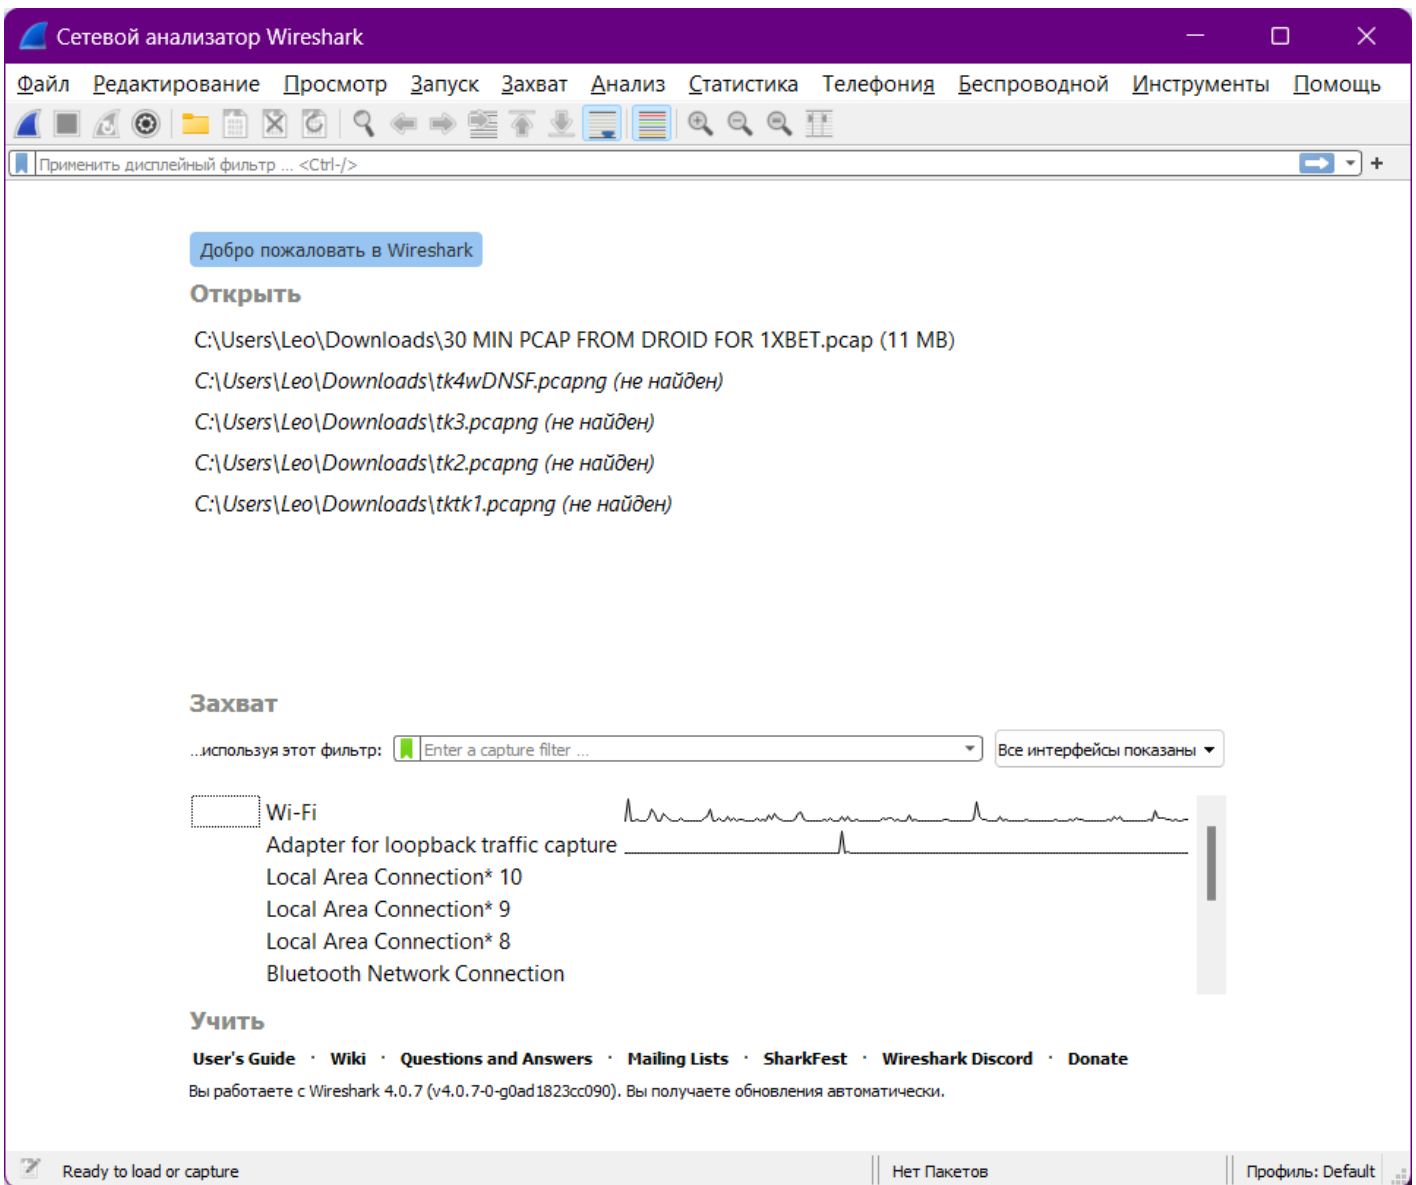 Сетевой анализатор Wireshark
Файл Редактирование Просмотр Запуск Захват Анализ Статистика Телефония Беспроводной Инструменты Помощь
Применить дисплейный фильтр ... <Ctrl-/>
Добро пожаловать в Wireshark
Открыть
C:\Users\Leo\Downloads\30 MIN PCAP FROM DROID FOR 1XBET.pcap (11 MB)
C:\Users\Leo\Downloads\tk4wDNSF.pcapng (не найден)
C:\Users\Leo\Downloads\tk3.pcapng (не найден)
C:\Users\Leo\Downloads\tk2.pcapng (не найден)
C:\Users\Leo\Downloads\tktk1.pcapng (не найден)
Захват
...используя этот фильтр: Enter a capture filter ... Все интерфейсы показаны
Wi-Fi
Adapter for loopback traffic capture
Local Area Connection* 10
Local Area Connection* 9
Local Area Connection* 8
Bluetooth Network Connection
Учить
User's Guide · Wiki · Questions and Answers · Mailing Lists · SharkFest · Wireshark Discord · Donate
Вы работаете с Wireshark 4.0.7 (v4.0.7-0-g0ad1823cc090). Вы получаете обновления автоматически.
Ready to load or capture Нет Пакетов Профиль: Default